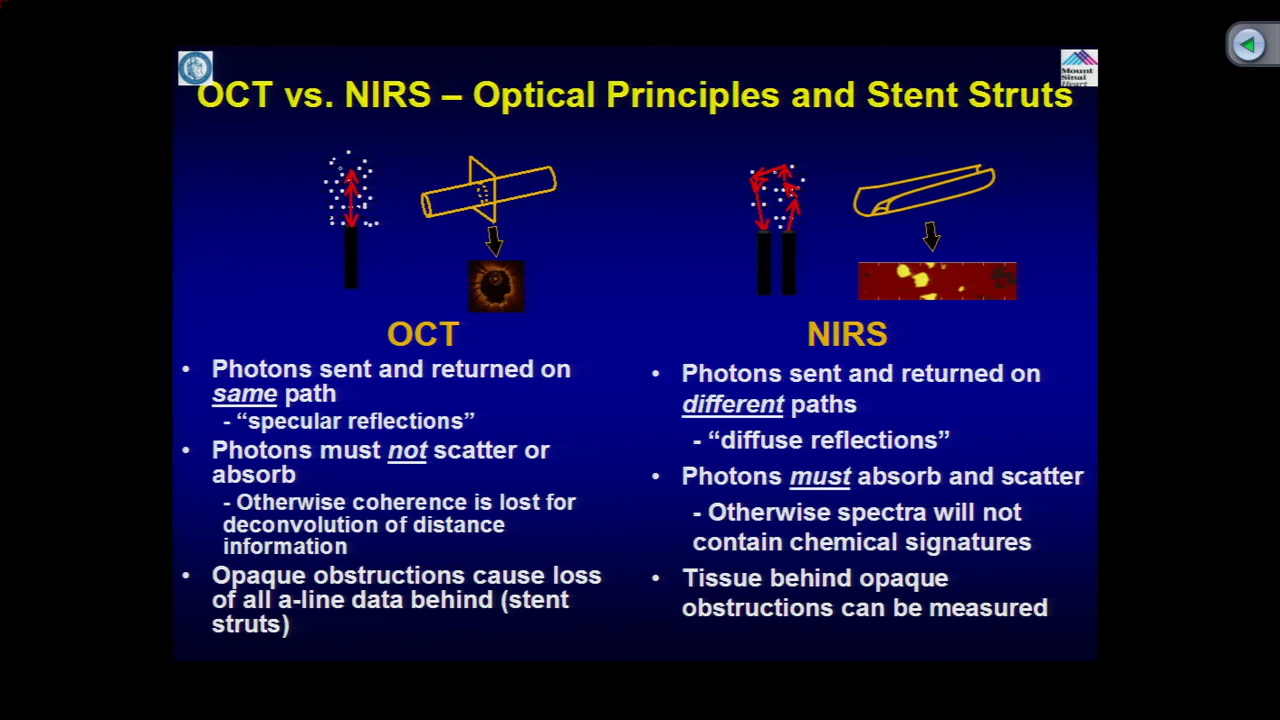 Mount
Sinai
Heart
OCT vs. NIRS – Optical Principles and Stent Struts
OCT
• Photons sent and returned on
same path
- “specular reflections”
• Photons must not scatter or
absorb
- Otherwise coherence is lost for
deconvolution of distance
information
• Opaque obstructions cause loss
of all a-line data behind (stent
struts)
NIRS
• Photons sent and returned on
different paths
- “diffuse reflections”
• Photons must absorb and scatter
- Otherwise spectra will not
contain chemical signatures
• Tissue behind opaque
obstructions can be measured